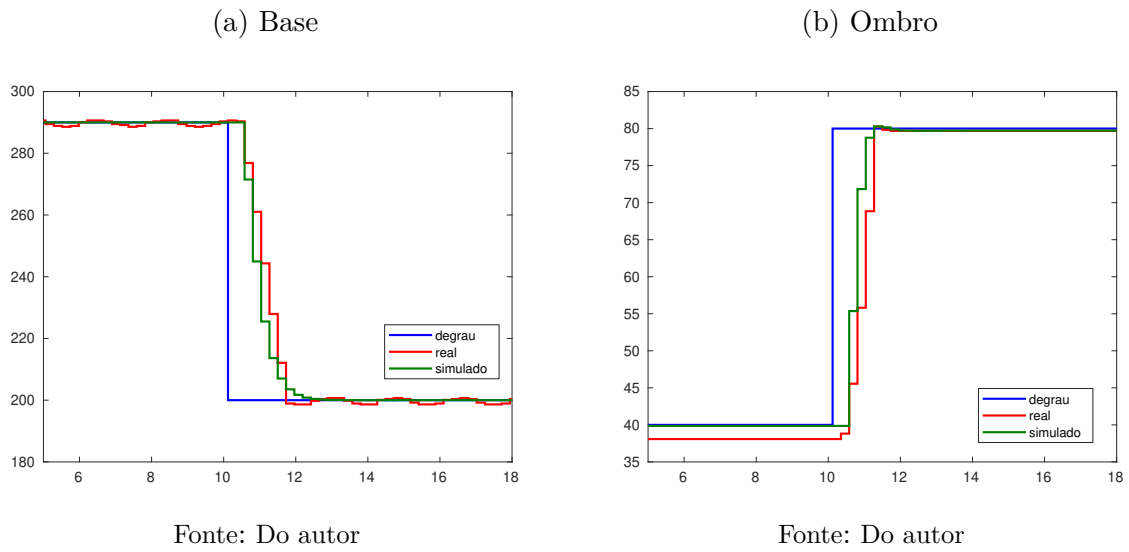 (a) Base
300
280
260
240
220
200
180
6 8 10 12 14 16 18
degrau
real
simulado
Fonte: Do autor
(b) Ombro
85
80
75
70
65
60
55
50
45
40
35
6 8 10 12 14 16 18
degrau
real
simulado
Fonte: Do autor